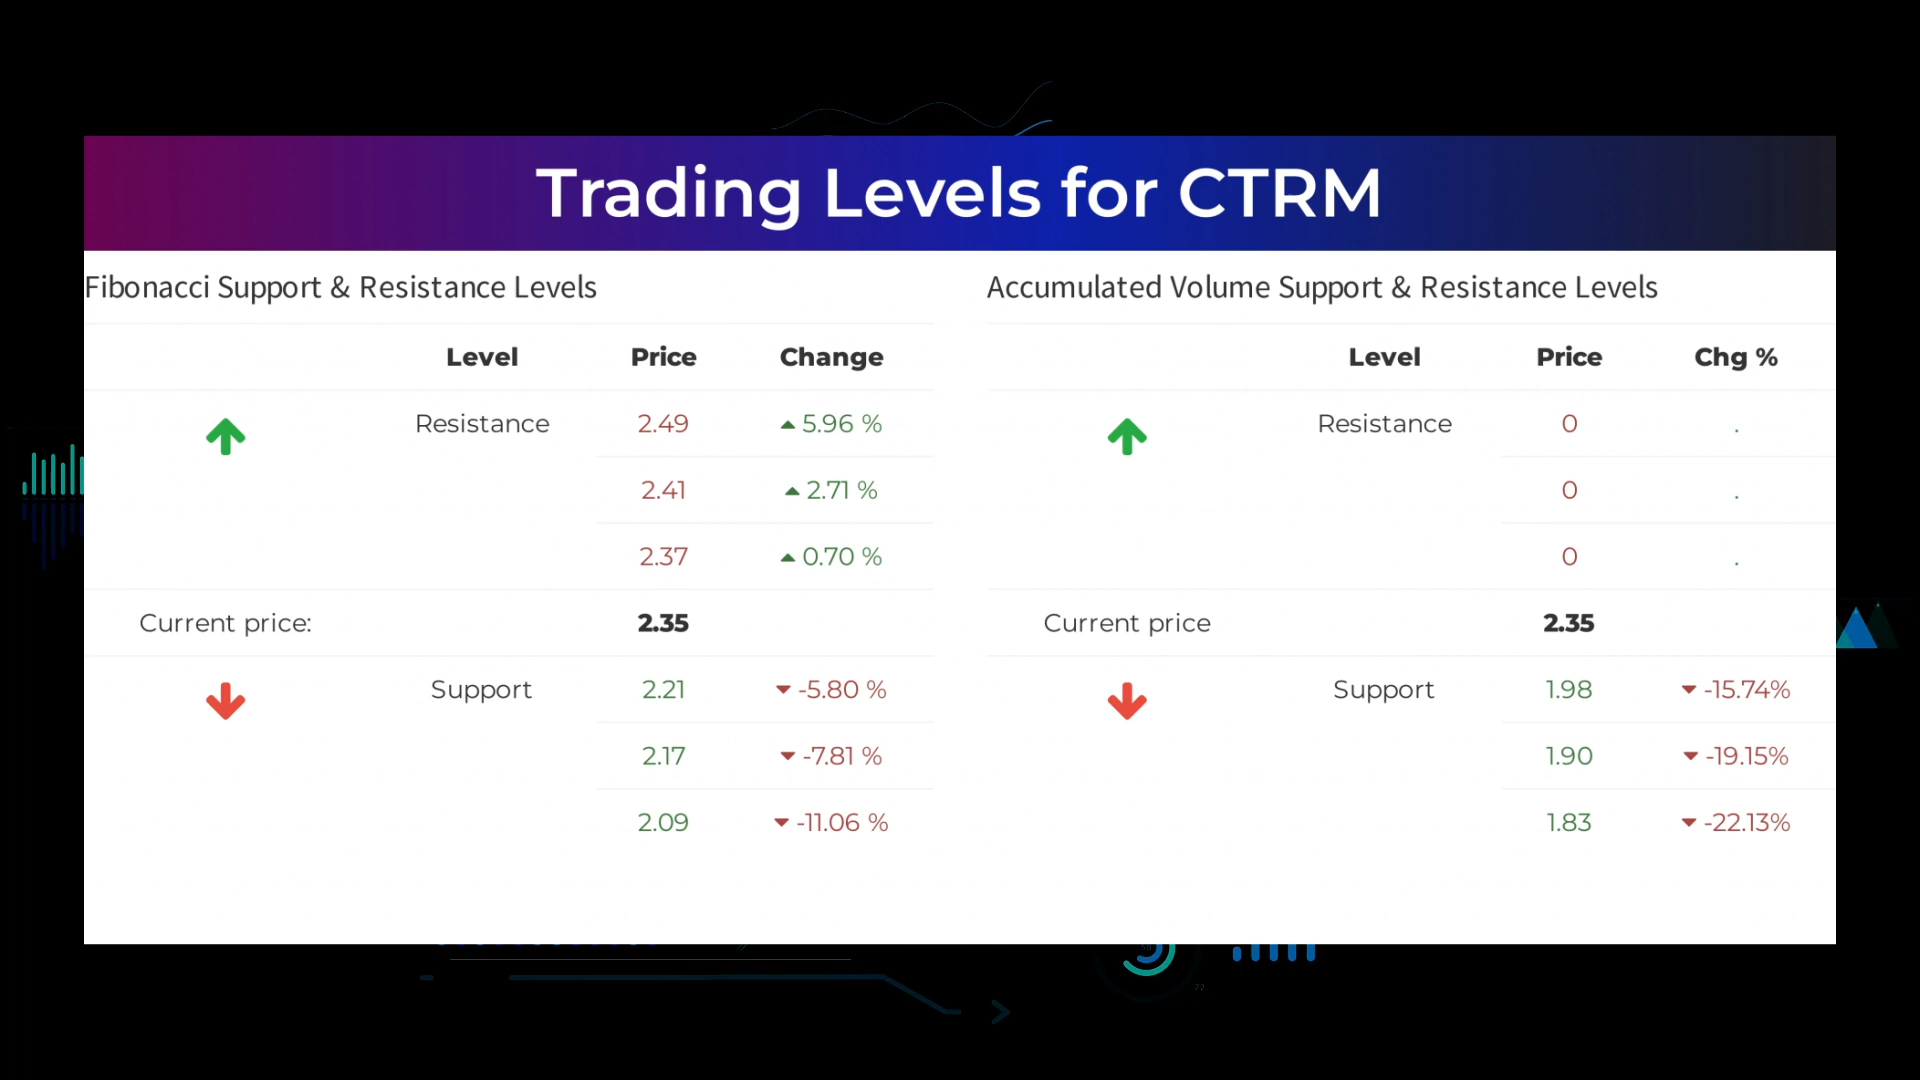 Trading Levels for CTRM
Fibonacci Support & Resistance Levels
Level Price Change
Resistance 2.49 5.96 %
2.41 2.71 %
2.37 0.70 %
Current price: 2.35
Support 2.21 -5.80 %
2.17 -7.81 %
2.09 -11.06 %
Accumulated Volume Support & Resistance Levels
Level Price Chg %
Resistance 0 .
0 .
0 .
Current price 2.35
Support 1.98 -15.74%
1.90 -19.15%
1.83 -22.13%